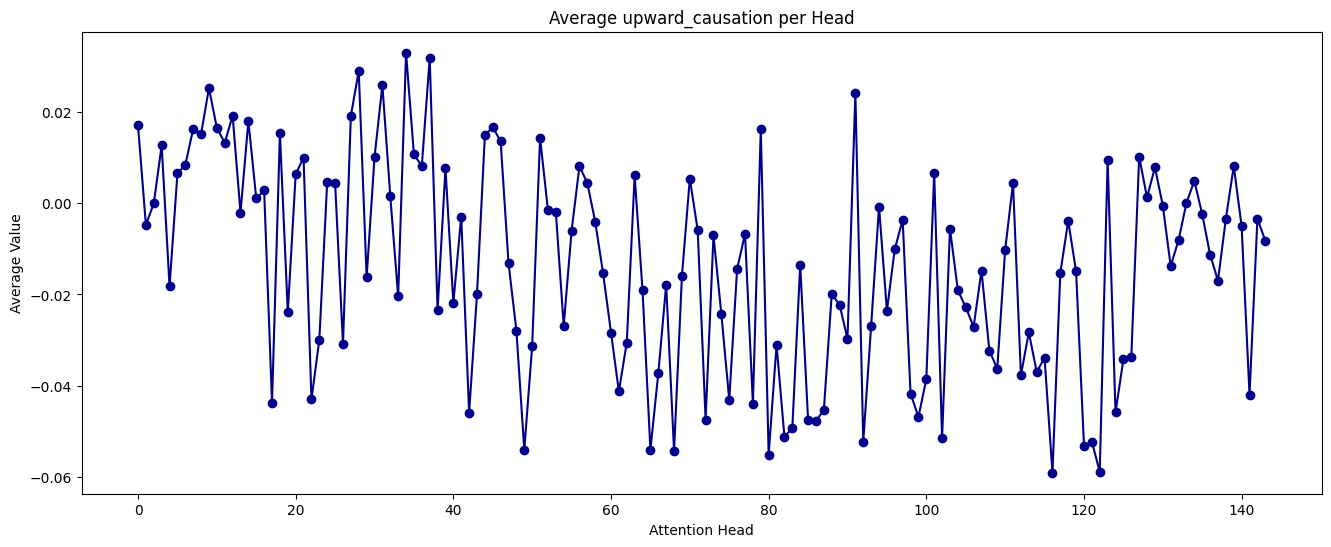 Average upward_causation per Head
Average Value
0.02
0.00
−0.02
−0.04
−0.06
0 20 40 60 80 100 120 140
Attention Head